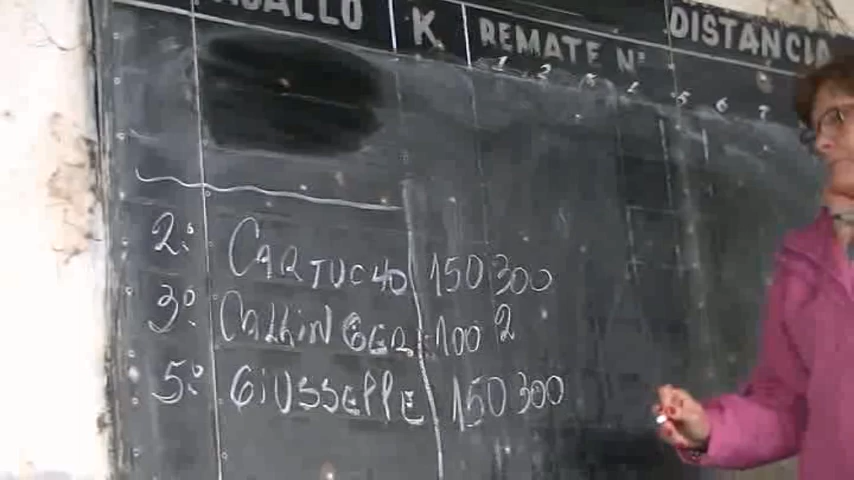 CABALLO K REMATE Nº DISTANCIA
1 2 3 4 5 6 7
2º CARTUCHO 150 300
3º 100 2
5º GIUSSEPPE 150 300